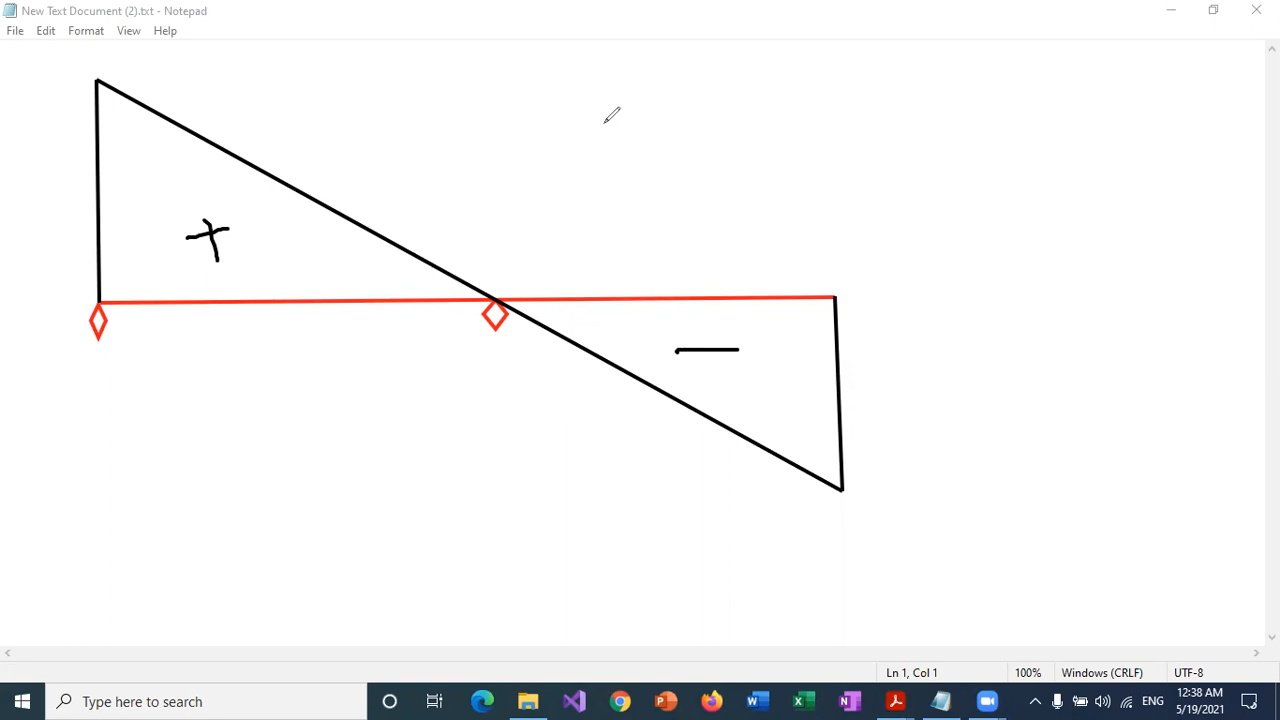 New Text Document (2).txt - Notepad
File Edit Format View Help
+
−
Ln 1, Col 1 100% Windows (CRLF) UTF-8
Type here to search
ENG
12:38 AM
5/19/2021